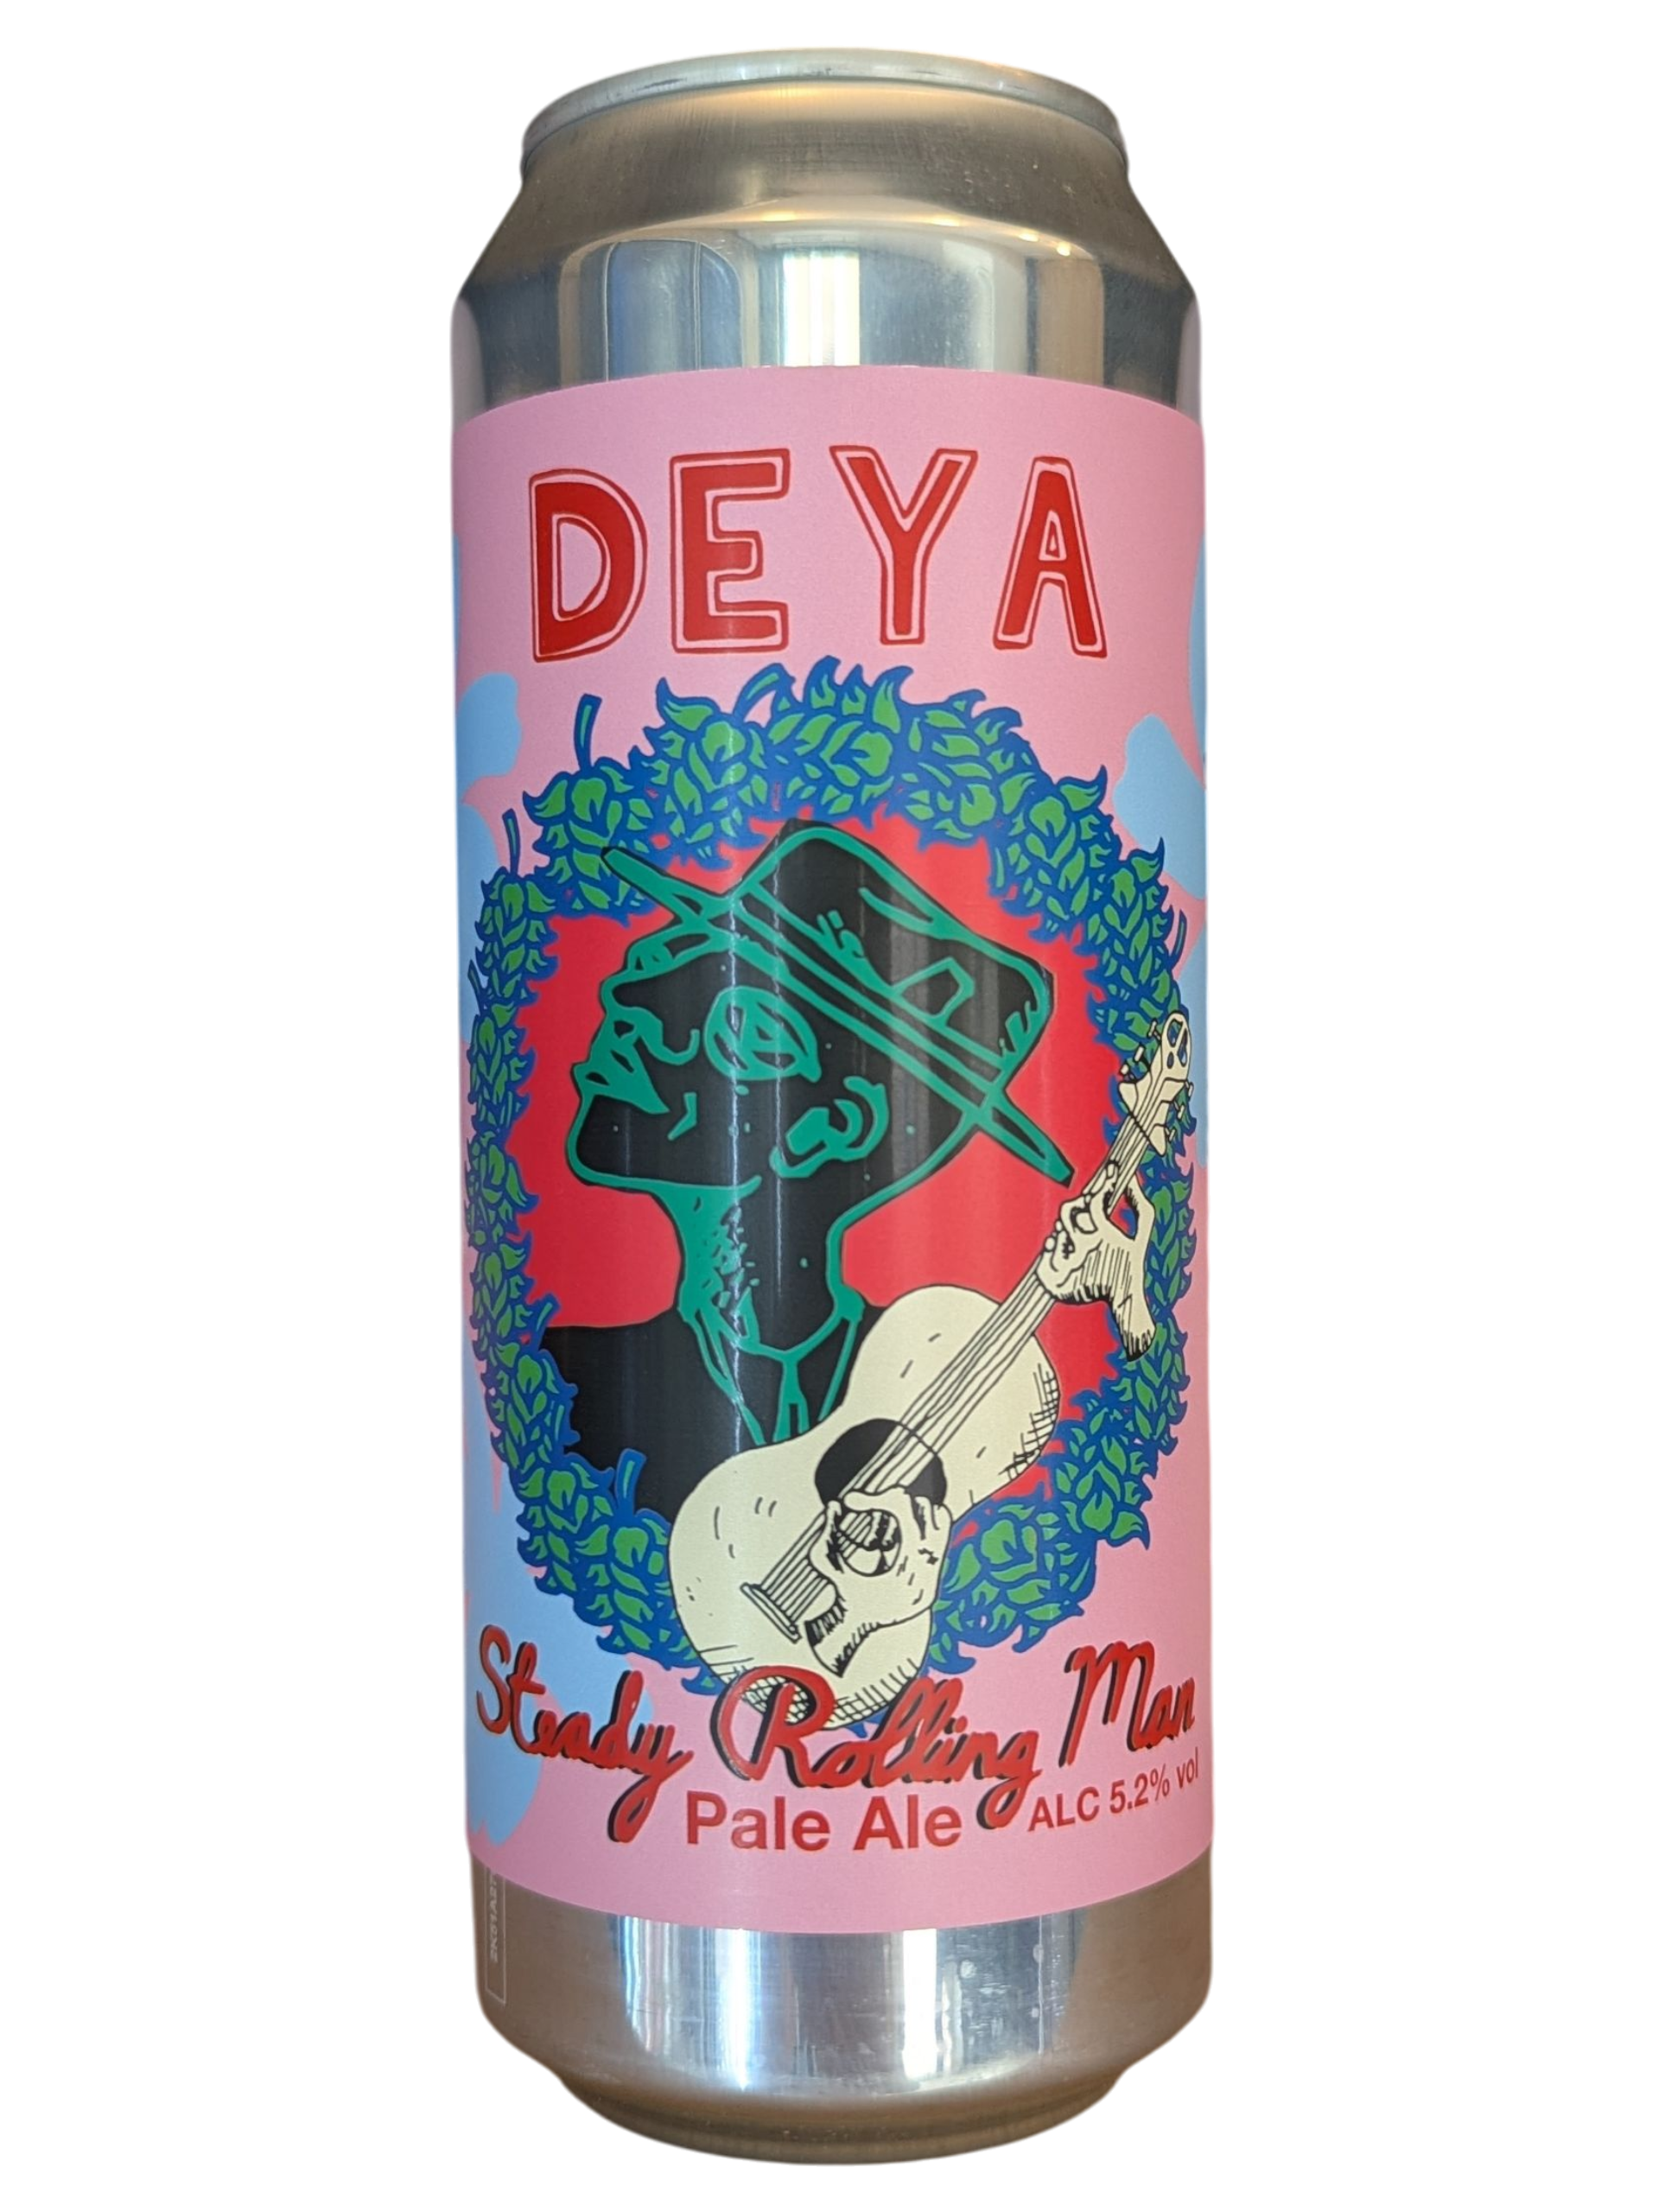 DEYA
Steady Rolling Man
Pale Ale
ALC 5.2% vol